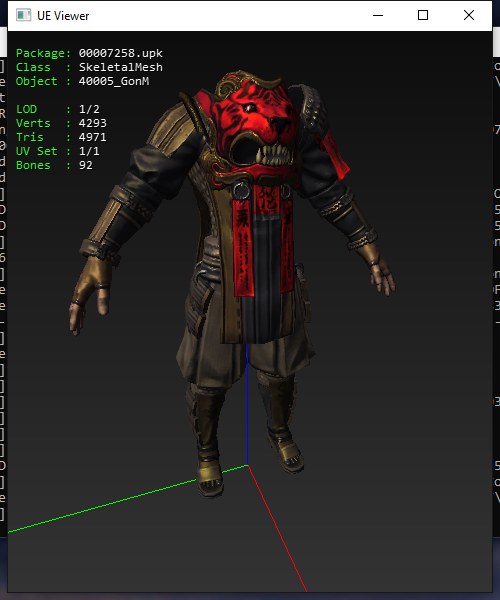 UE Viewer
Package: 00007258.upk
Class : SkeletalMesh
Object : 40005_GonM
LOD : 1/2
Verts : 4293
Tris : 4971
UV Set : 1/1
Bones : 92